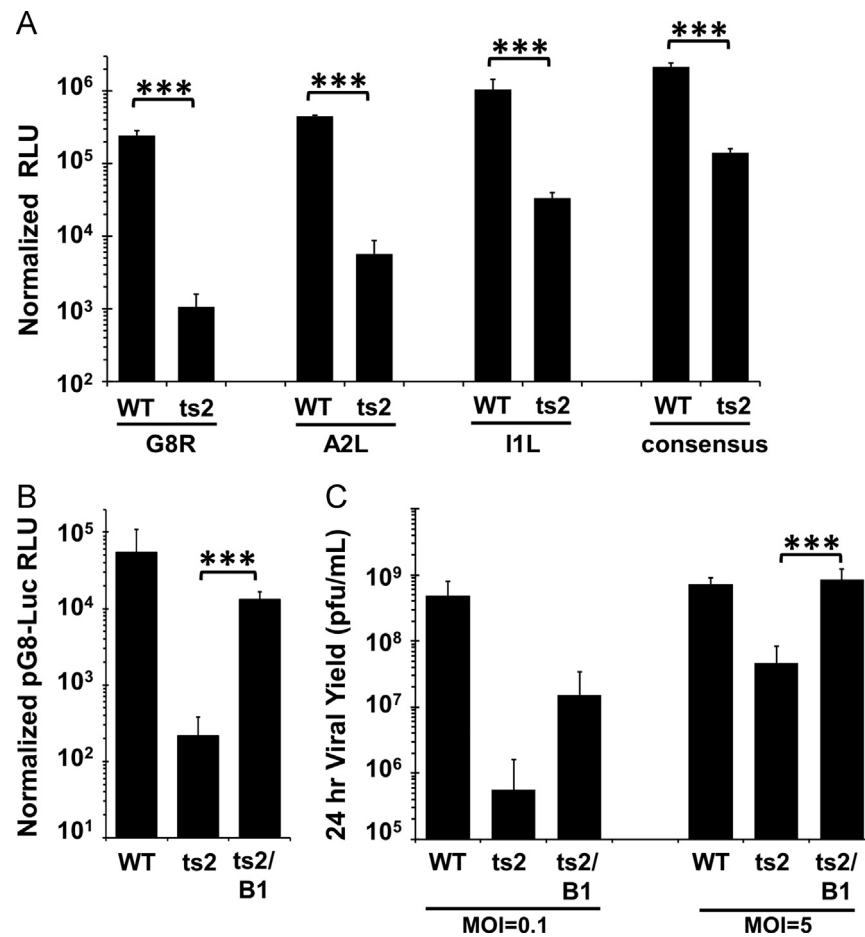 A
Normalized RLU
10⁶
10⁵
10⁴
10³
10²
***
***
***
***
WT ts2 WT ts2 WT ts2 WT ts2
G8R A2L I1L consensus
B
Normalized pG8-Luc RLU
10⁵
10⁴
10³
10²
10¹
***
WT ts2 ts2/
B1
C
24 hr Viral Yield (pfu/mL)
10⁹
10⁸
10⁷
10⁶
10⁵
***
WT ts2 ts2/ WT ts2 ts2/
B1 B1
MOI=0.1 MOI=5